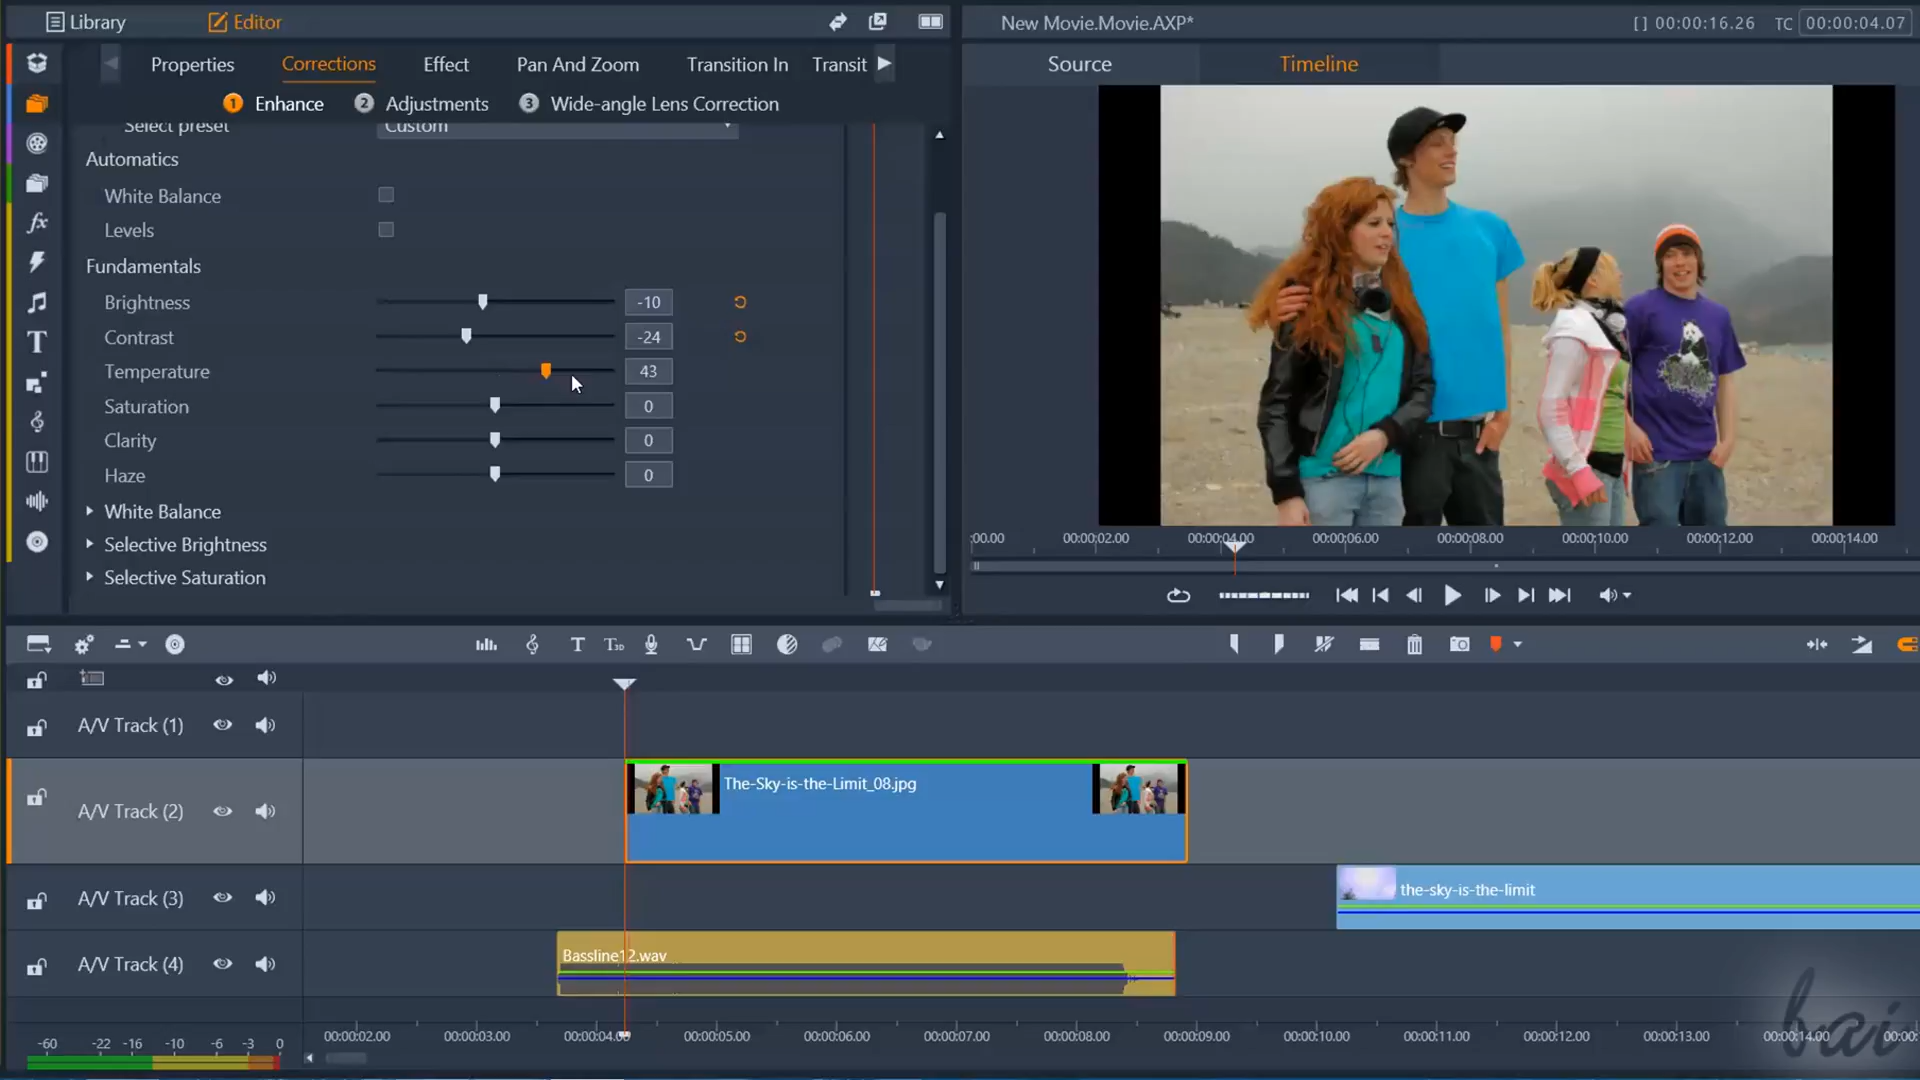 Library
Editor
New Movie.Movie.AXP*
[] 00:00:16.26 TC 00:00:04.07
Properties Corrections Effect Pan And Zoom Transition In Transit
Source Timeline
1 Enhance 2 Adjustments 3 Wide-angle Lens Correction
Select preset Custom
Automatics
White Balance
Levels
Fundamentals
Brightness -10
Contrast -24
Temperature 43
Saturation 0
Clarity 0
Haze 0
White Balance
Selective Brightness
Selective Saturation
:00.00 00:00:02.00 00:00:04.00 00:00:06.00 00:00:08.00 00:00:10.00 00:00:12.00 00:00:14.00
T T3D
A/V Track (1)
A/V Track (2)
The-Sky-is-the-Limit_08.jpg
A/V Track (3)
the-sky-is-the-limit
A/V Track (4)
Bassline12.wav
-60 -22 -16 -10 -6 -3 0
00:00:02.00 00:00:03.00 00:00:04.00 00:00:05.00 00:00:06.00 00:00:07.00 00:00:08.00 00:00:09.00 00:00:10.00 00:00:11.00 00:00:12.00 00:00:13.00 00:00:14.00 00:00:
bai